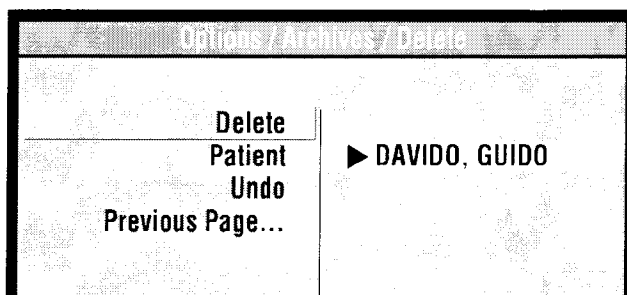 Options / Archives / Delete
Delete
Patient ▶ DAVIDO, GUIDO
Undo
Previous Page...